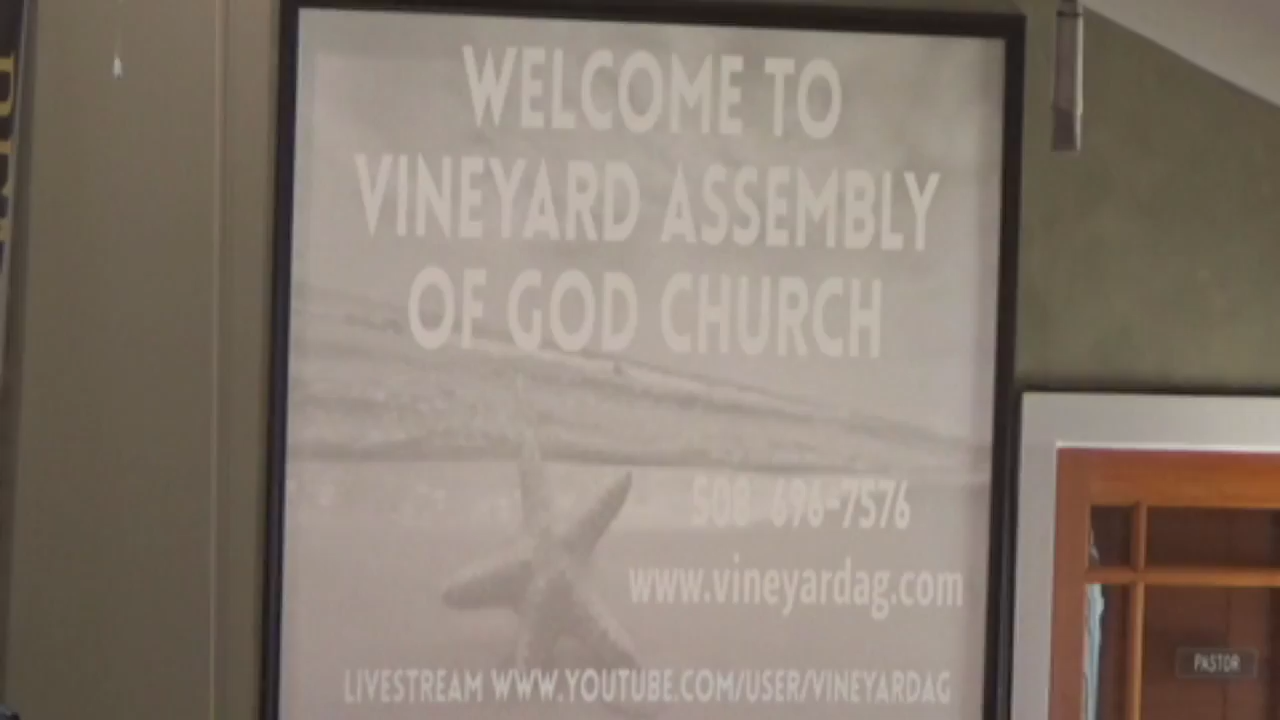 WELCOME TO
VINEYARD ASSEMBLY
OF GOD CHURCH
508 696-7576
www.vineyardag.com
LIVESTREAM WWW.YOUTUBE.COM/USER/VINEYARDAG
PASTOR